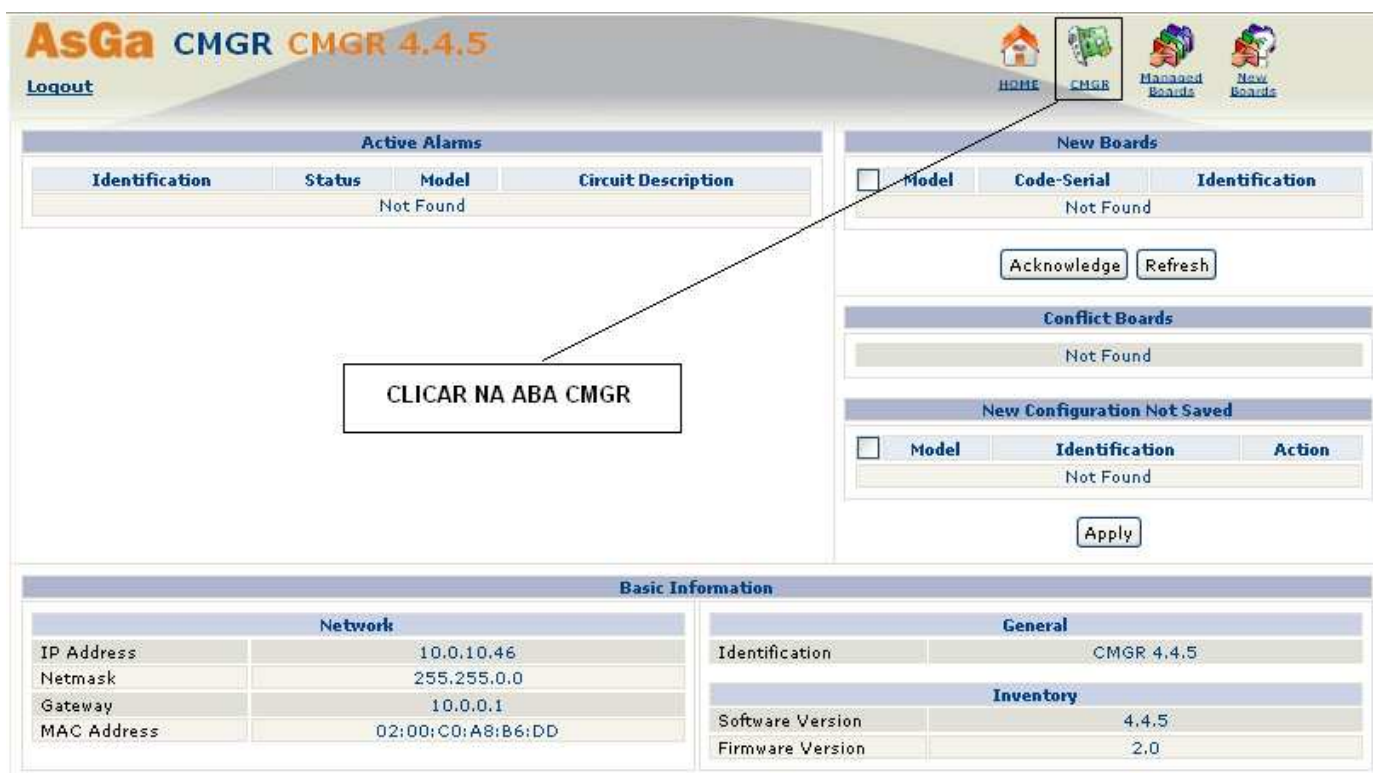 AsGa CMGR CMGR 4.4.5
Logout
HOME
CMGR
Managed Boards
New Boards
Active Alarms
Identification Status Model Circuit Description
Not Found
New Boards
Model Code-Serial Identification
Not Found
Acknowledge Refresh
Conflict Boards
Not Found
CLICAR NA ABA CMGR
New Configuration Not Saved
Model Identification Action
Not Found
Apply
Basic Information
Network
IP Address 10.0.10.46
Netmask 255.255.0.0
Gateway 10.0.0.1
MAC Address 02:00:C0:A8:B6:DD
General
Identification CMGR 4.4.5
Inventory
Software Version 4.4.5
Firmware Version 2.0